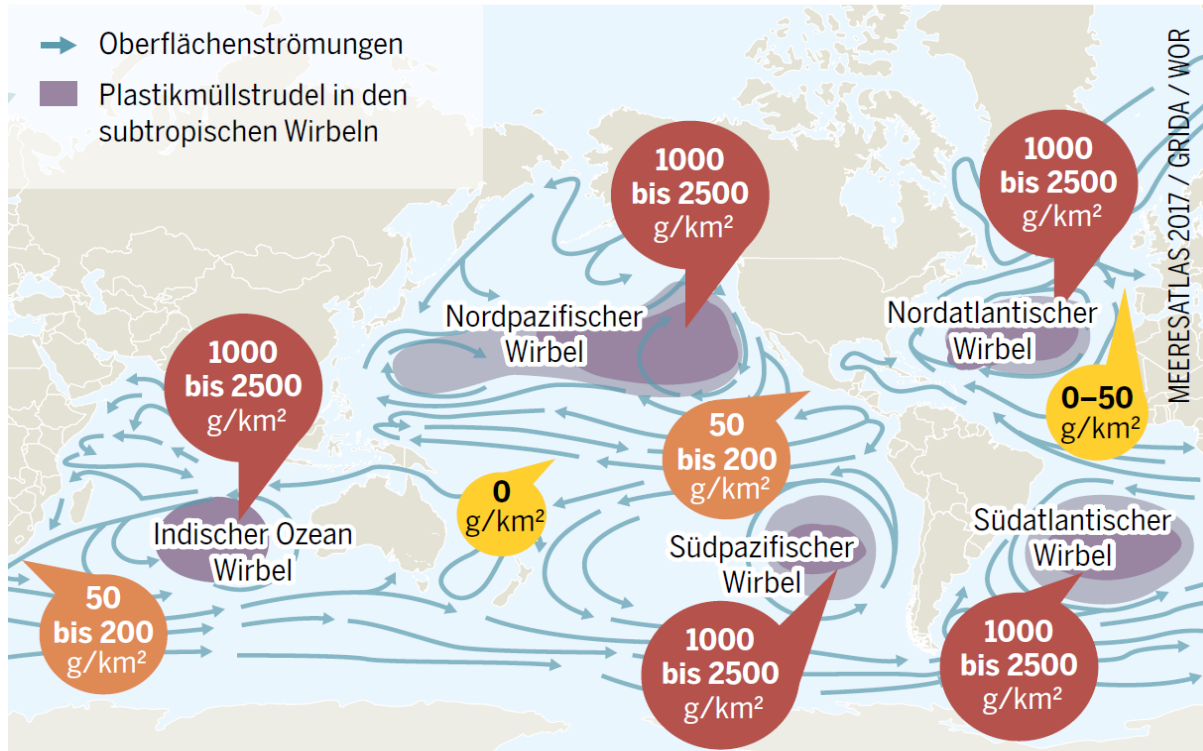 Oberflächenströmungen
Plastikmüllstrudel in den
subtropischen Wirbeln
MEERESATLAS 2017 / GRIDA / WOR
1000
bis 2500
g/km²
1000
bis 2500
g/km²
Nordpazifischer
Wirbel
Nordatlantischer
Wirbel
1000
bis 2500
g/km²
0–50
g/km²
50
bis 200
g/km²
0
g/km²
Indischer Ozean
Wirbel
Südpazifischer
Wirbel
Südatlantischer
Wirbel
50
bis 200
g/km²
1000
bis 2500
g/km²
1000
bis 2500
g/km²